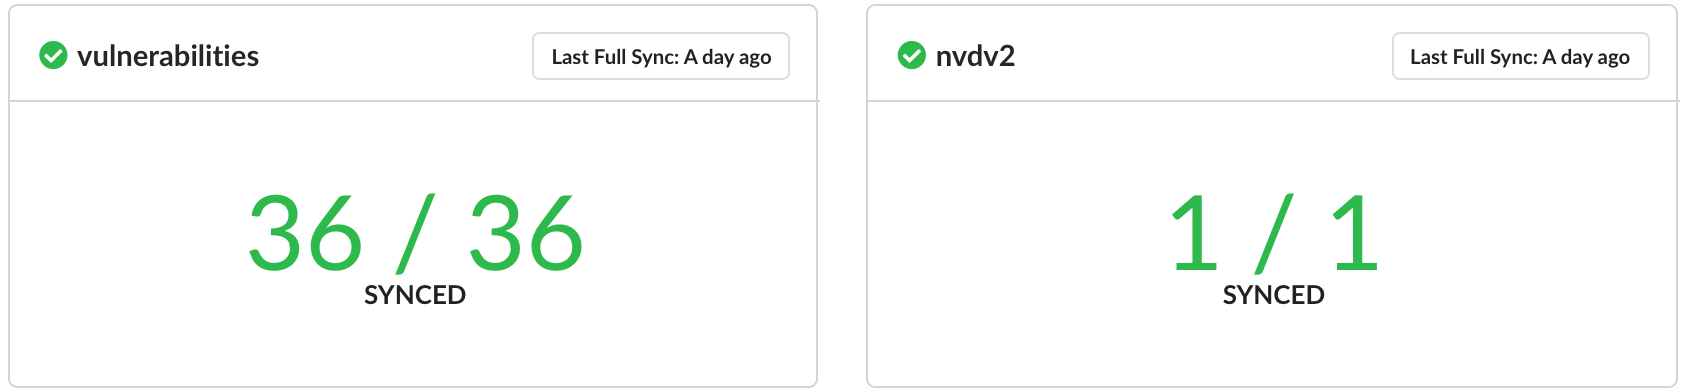 vulnerabilities
Last Full Sync: A day ago
36 / 36
SYNCED
nvdv2
Last Full Sync: A day ago
1 / 1
SYNCED